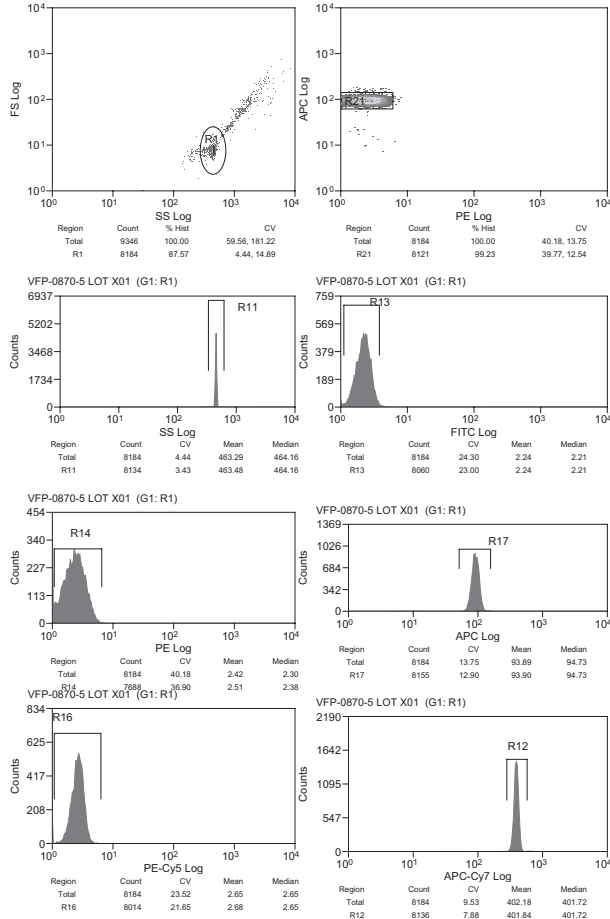 10⁴
10³
10²
10¹
10⁰
FS Log
R1
10⁰ 10¹ 10² 10³ 10⁴
SS Log
Region Count % Hist CV
Total 9346 100.00 59.56, 181.22
R1 8184 87.57 4.44, 14.89
10⁴
10³
10²
10¹
10⁰
APC Log
R21
10⁰ 10¹ 10² 10³ 10⁴
PE Log
Region Count % Hist CV
Total 8184 100.00 40.18, 13.75
R21 8121 99.23 39.77, 12.54
VFP-0870-5 LOT X01 (G1: R1)
6937
5202
3468
1734
0
Counts
R11
10⁰ 10¹ 10² 10³ 10⁴
SS Log
Region Count CV Mean Median
Total 8184 4.44 463.29 464.16
R11 8134 3.43 463.48 464.16
VFP-0870-5 LOT X01 (G1: R1)
759
569
379
189
0
Counts
R13
10⁰ 10¹ 10² 10³ 10⁴
FITC Log
Region Count CV Mean Median
Total 8184 24.30 2.24 2.21
R13 8060 23.00 2.24 2.21
VFP-0870-5 LOT X01 (G1: R1)
454
340
227
113
0
Counts
R14
10⁰ 10¹ 10² 10³ 10⁴
PE Log
Region Count CV Mean Median
Total 8184 40.18 2.42 2.30
R14 7688 36.90 2.51 2.38
VFP-0870-5 LOT X01 (G1: R1)
1369
1026
684
342
0
Counts
R17
10⁰ 10¹ 10² 10³ 10⁴
APC Log
Region Count CV Mean Median
Total 8184 13.75 93.89 94.73
R17 8155 12.90 93.90 94.73
VFP-0870-5 LOT X01 (G1: R1)
834
625
417
208
0
Counts
R16
10⁰ 10¹ 10² 10³ 10⁴
PE-Cy5 Log
Region Count CV Mean Median
Total 8184 23.52 2.65 2.65
R16 8014 21.65 2.68 2.65
VFP-0870-5 LOT X01 (G1: R1)
2190
1642
1095
547
0
Counts
R12
10⁰ 10¹ 10² 10³ 10⁴
APC-Cy7 Log
Region Count CV Mean Median
Total 8184 9.53 402.18 401.72
R12 8136 7.88 401.84 401.72